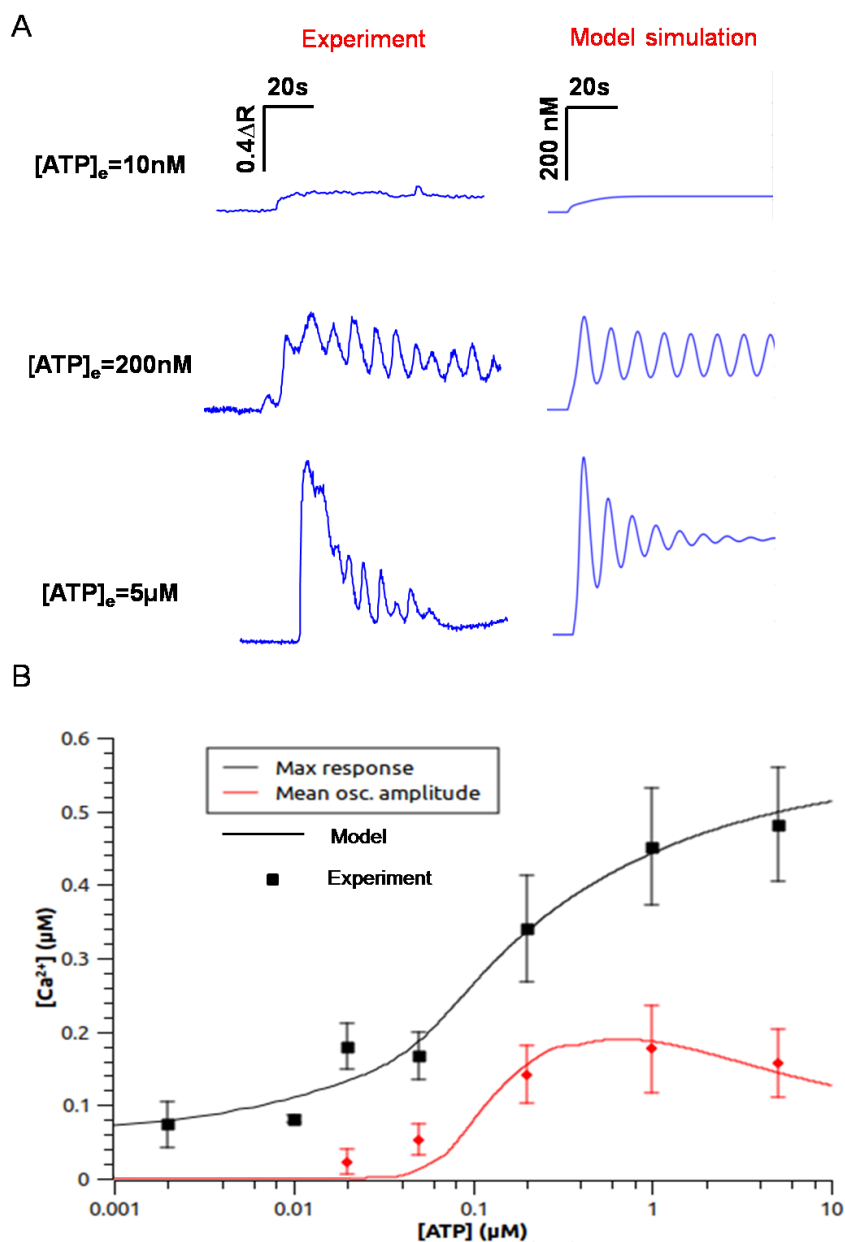 A
Experiment
Model simulation
20s
20s
0.4ΔR
200 nM
[ATP]ₑ=10nM
[ATP]ₑ=200nM
[ATP]ₑ=5µM
B
0.6
0.5
0.4
0.3
0.2
0.1
0
[Ca²⁺] (µM)
Max response
Mean osc. amplitude
Model
Experiment
0.001
0.01
0.1
1
10
[ATP] (µM)